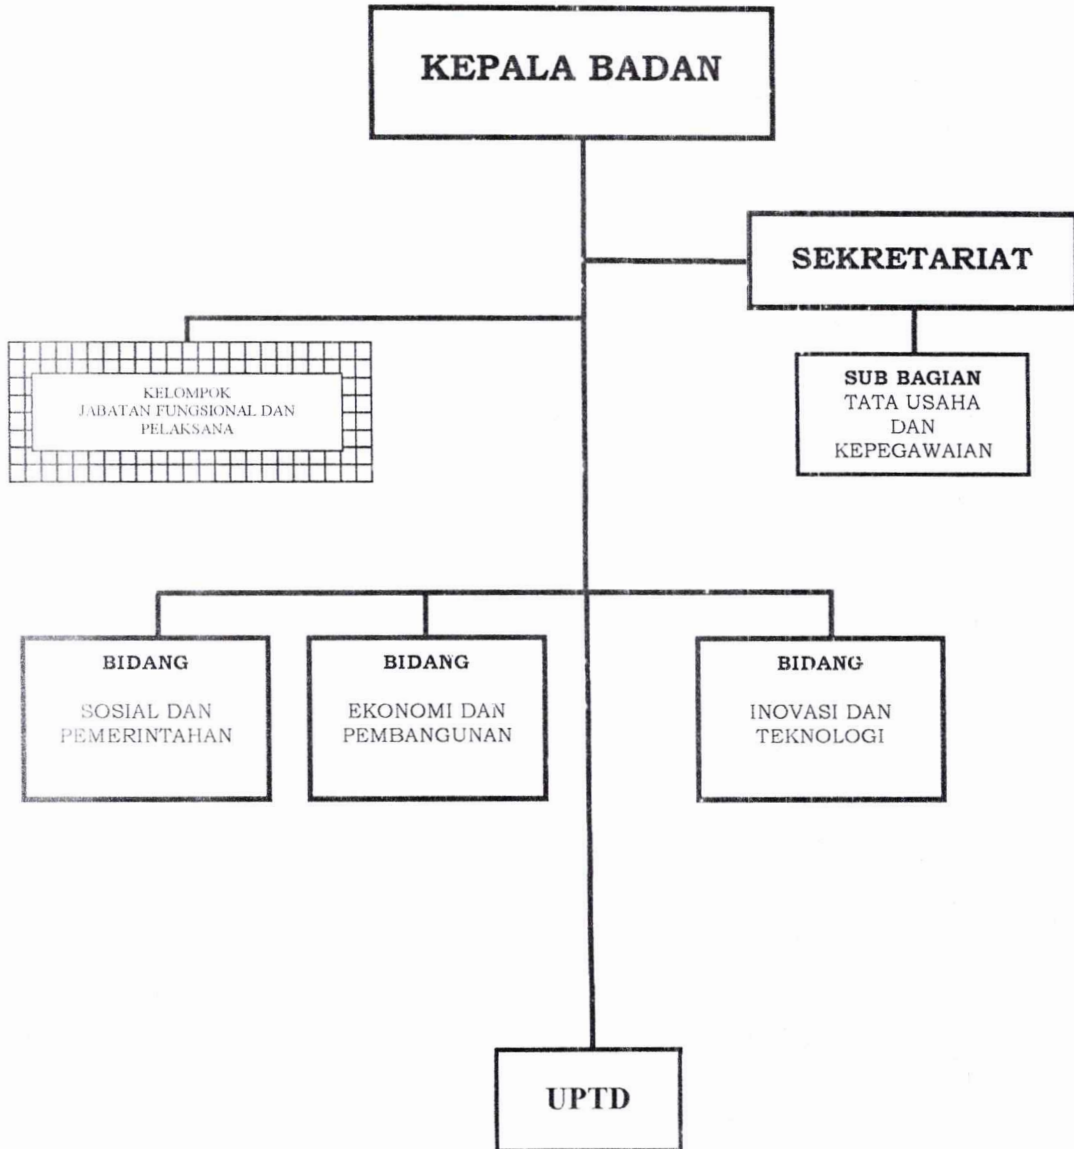 KEPALA BADAN
SEKRETARIAT
KELOMPOK
JABATAN FUNGSIONAL DAN
PELAKSANA
SUB BAGIAN
TATA USAHA
DAN
KEPEGAWAIAN
BIDANG
SOSIAL DAN
PEMERINTAHAN
BIDANG
EKONOMI DAN
PEMBANGUNAN
BIDANG
INOVASI DAN
TEKNOLOGI
UPTD